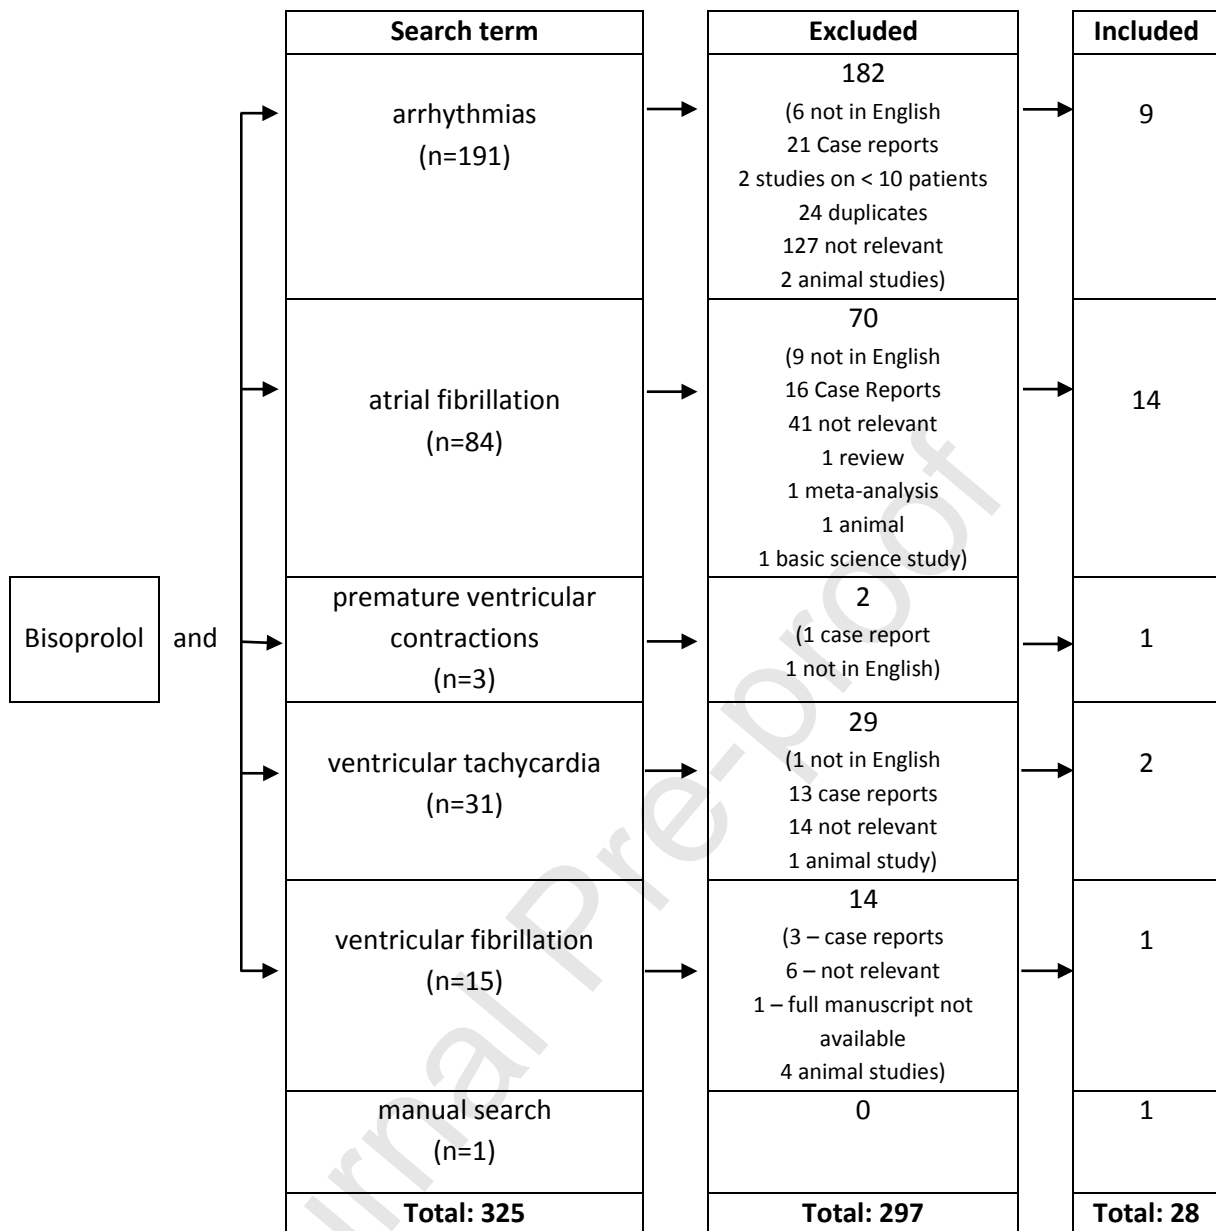 Search term
Excluded
Included
Bisoprolol
and
arrhythmias
(n=191)
182
(6 not in English
21 Case reports
2 studies on < 10 patients
24 duplicates
127 not relevant
2 animal studies)
9
atrial fibrillation
(n=84)
70
(9 not in English
16 Case Reports
41 not relevant
1 review
1 meta-analysis
1 animal
1 basic science study)
14
premature ventricular
contractions
(n=3)
2
(1 case report
1 not in English)
1
ventricular tachycardia
(n=31)
29
(1 not in English
13 case reports
14 not relevant
1 animal study)
2
ventricular fibrillation
(n=15)
14
(3 – case reports
6 – not relevant
1 – full manuscript not
available
4 animal studies)
1
manual search
(n=1)
0
1
Total: 325
Total: 297
Total: 28
urnal Pre-proof